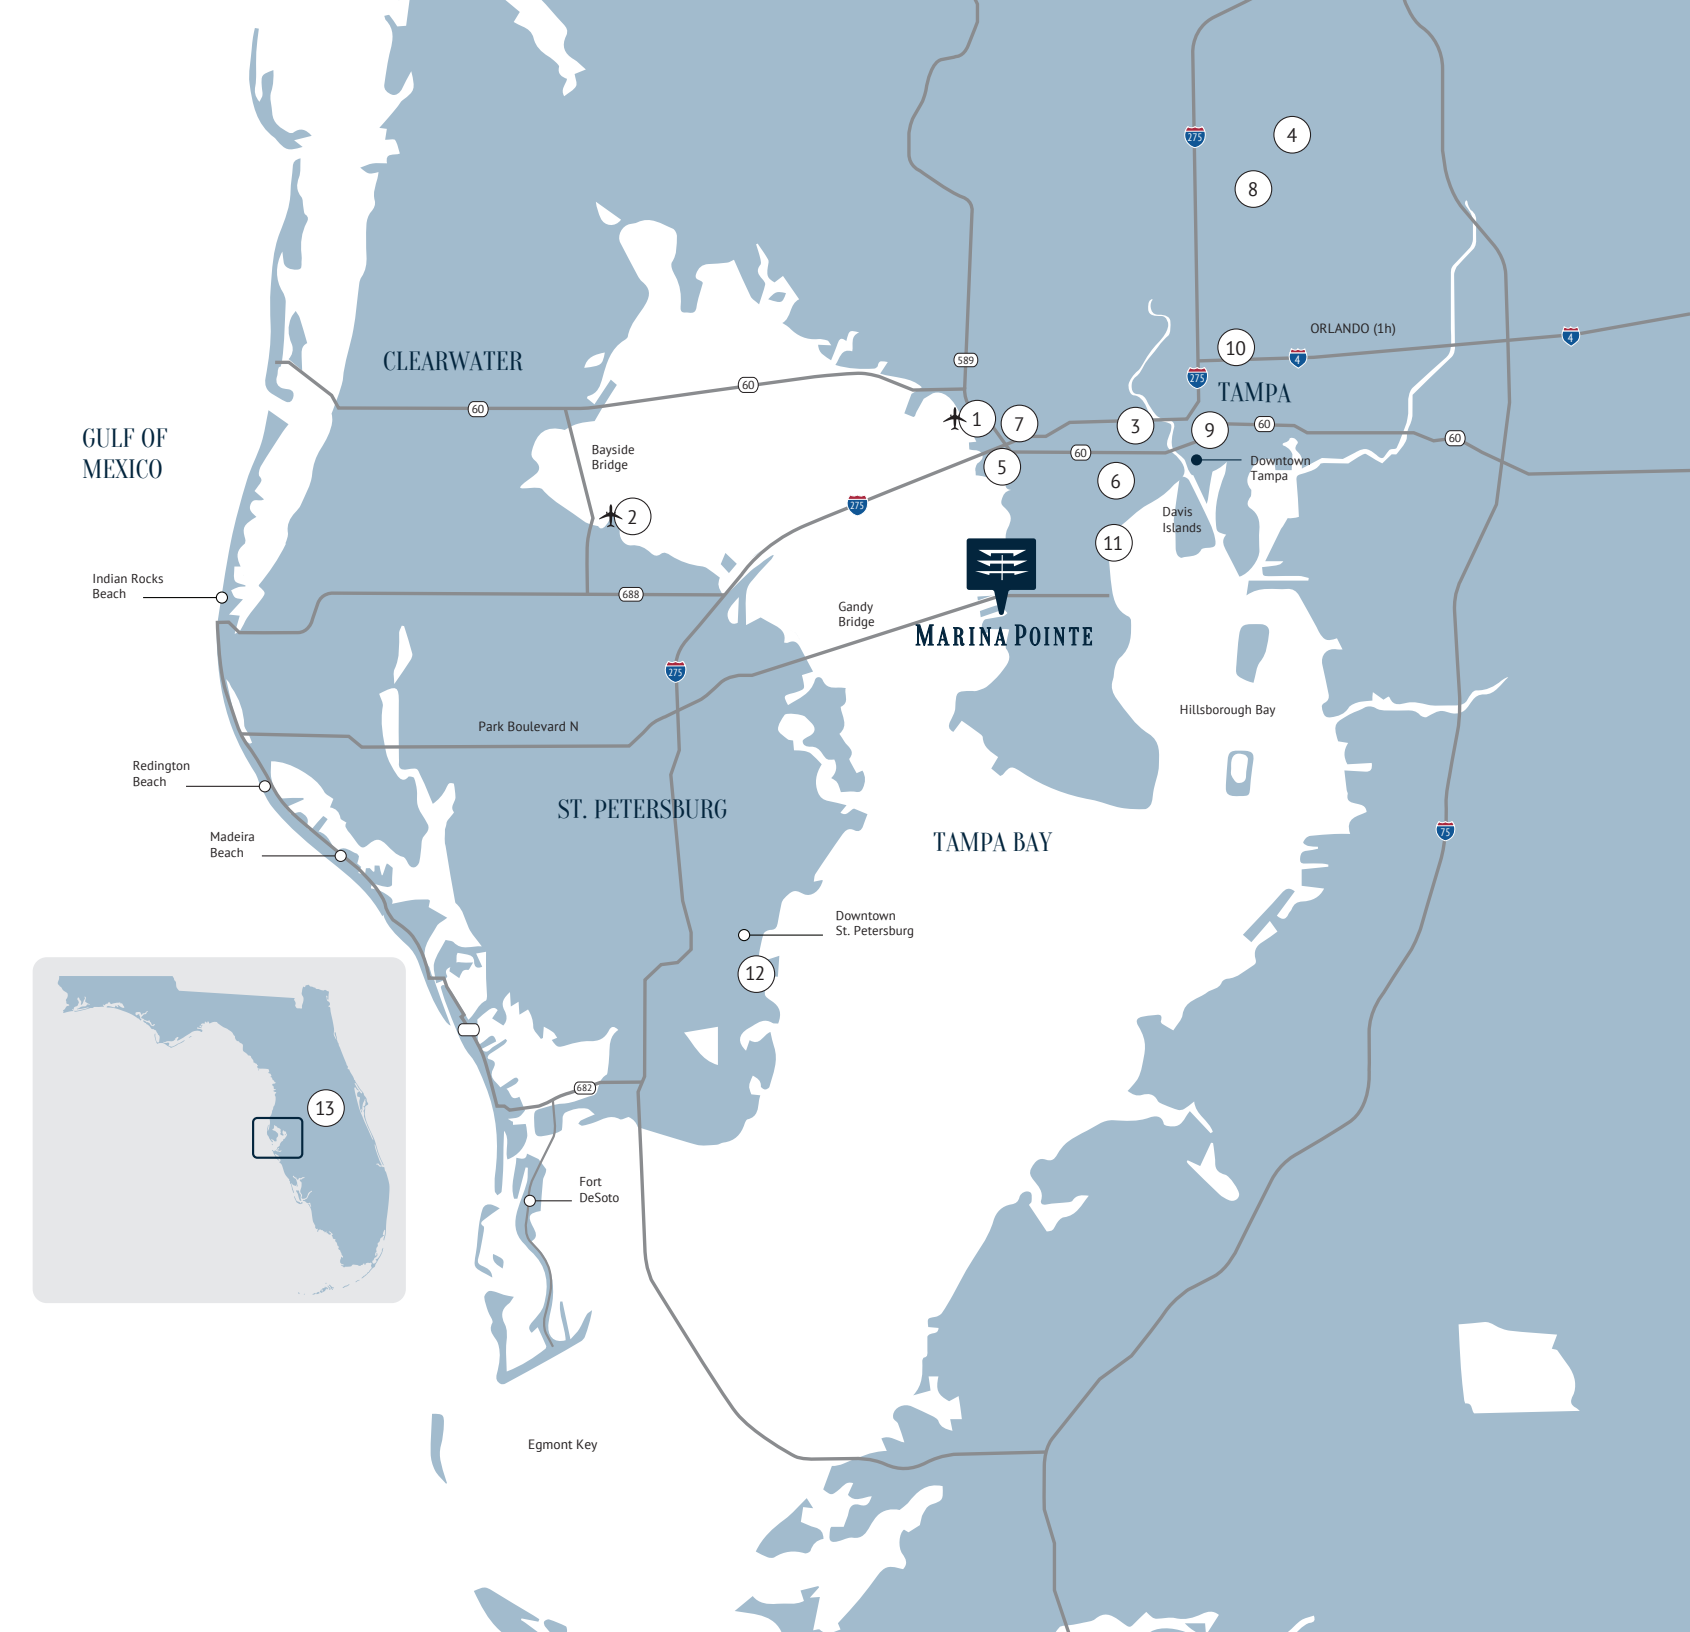 275
4
8
ORLANDO (1h)
4
10
4
589
275
CLEARWATER
TAMPA
60
60
1
7
3
9
60
60
GULF OF
MEXICO
Bayside
Bridge
60
5
Downtown
Tampa
6
275
2
Davis
Islands
11
Indian Rocks
Beach
688
Gandy
Bridge
MARINA POINTE
275
Hillsborough Bay
Park Boulevard N
Redington
Beach
ST. PETERSBURG
TAMPA BAY
75
Madeira
Beach
Downtown
St. Petersburg
12
682
13
Fort
DeSoto
Egmont Key